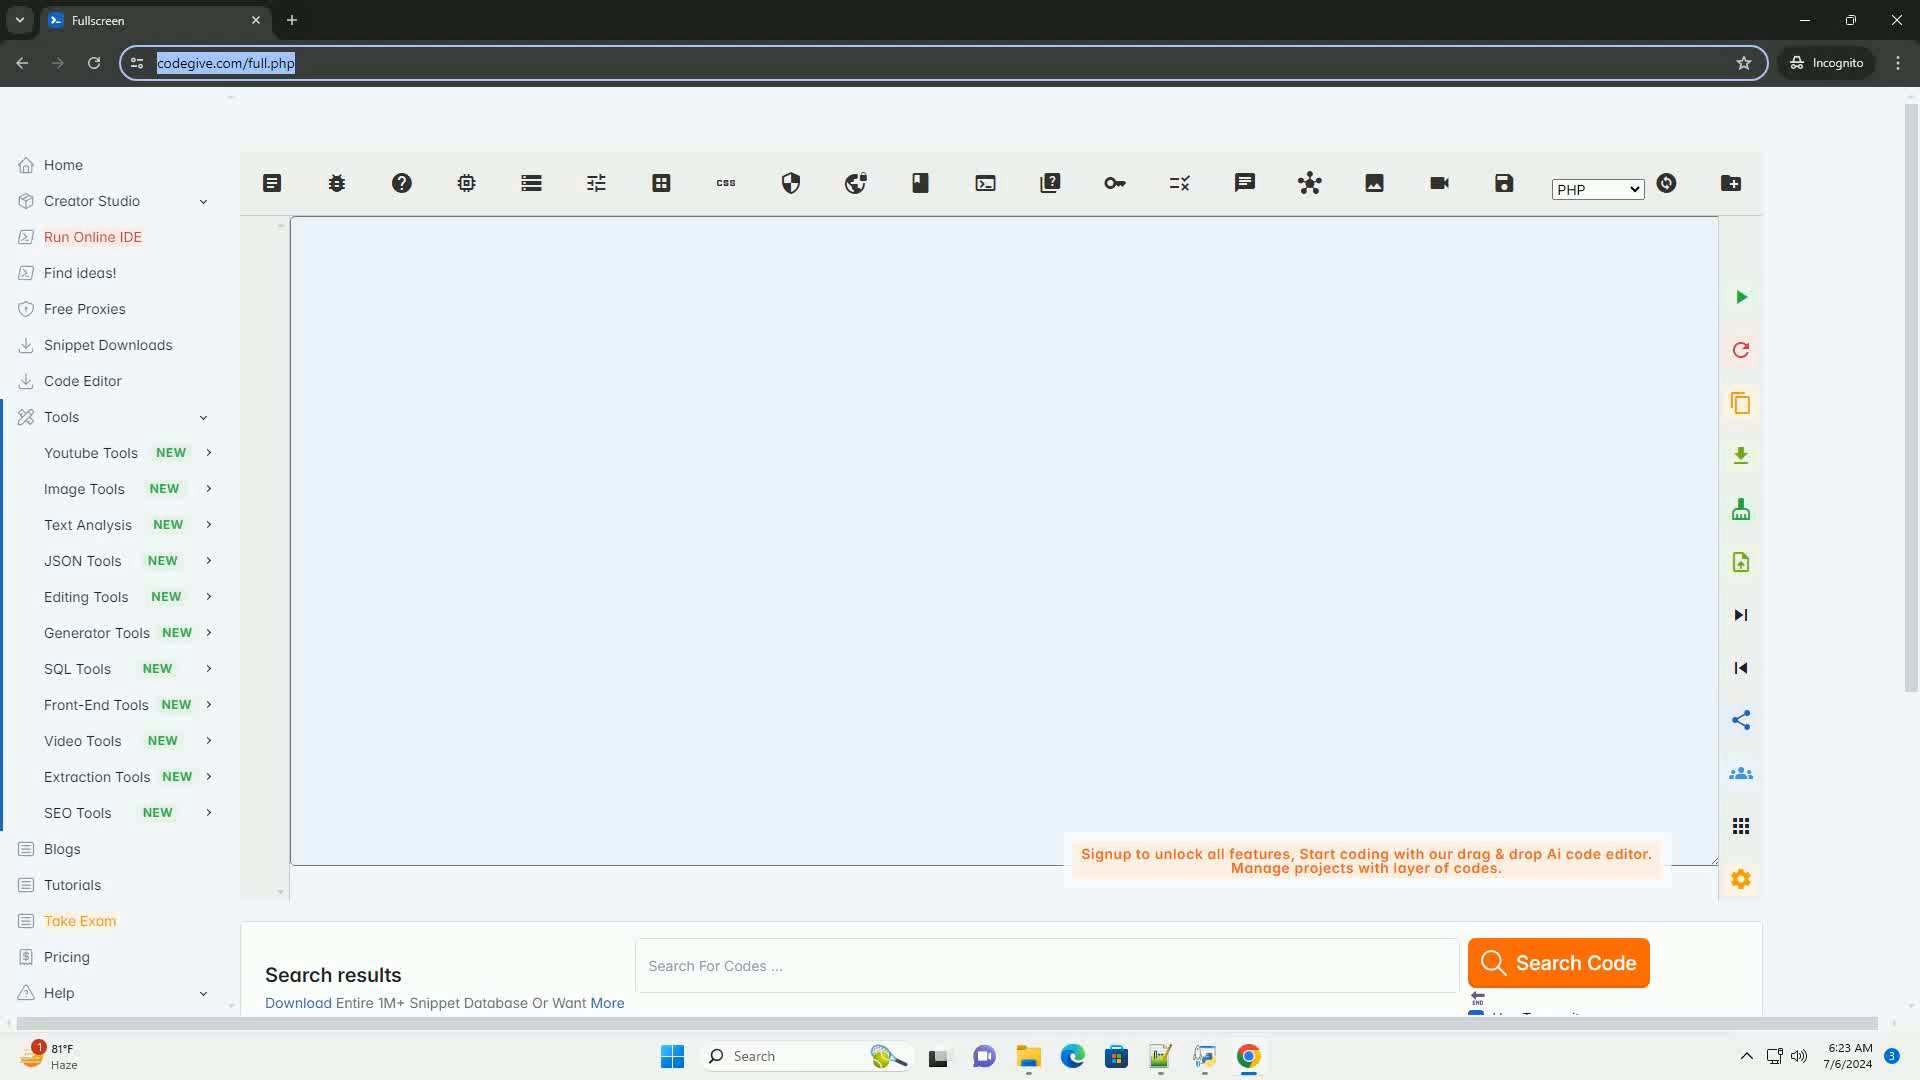 Fullscreen
codegive.com/full.php
Incognito
Home
Creator Studio
Run Online IDE
Find ideas!
Free Proxies
Snippet Downloads
Code Editor
Tools
Youtube Tools NEW
Image Tools NEW
Text Analysis NEW
JSON Tools NEW
Editing Tools NEW
Generator Tools NEW
SQL Tools NEW
Front-End Tools NEW
Video Tools NEW
Extraction Tools NEW
SEO Tools NEW
Blogs
Tutorials
Take Exam
Pricing
Help
css
PHP
Signup to unlock all features, Start coding with our drag & drop Ai code editor.
Manage projects with layer of codes.
Search results
Download Entire 1M+ Snippet Database Or Want More
Search For Codes ...
Search Code
END
1
81°F
Haze
Search
6:23 AM
7/6/2024
3